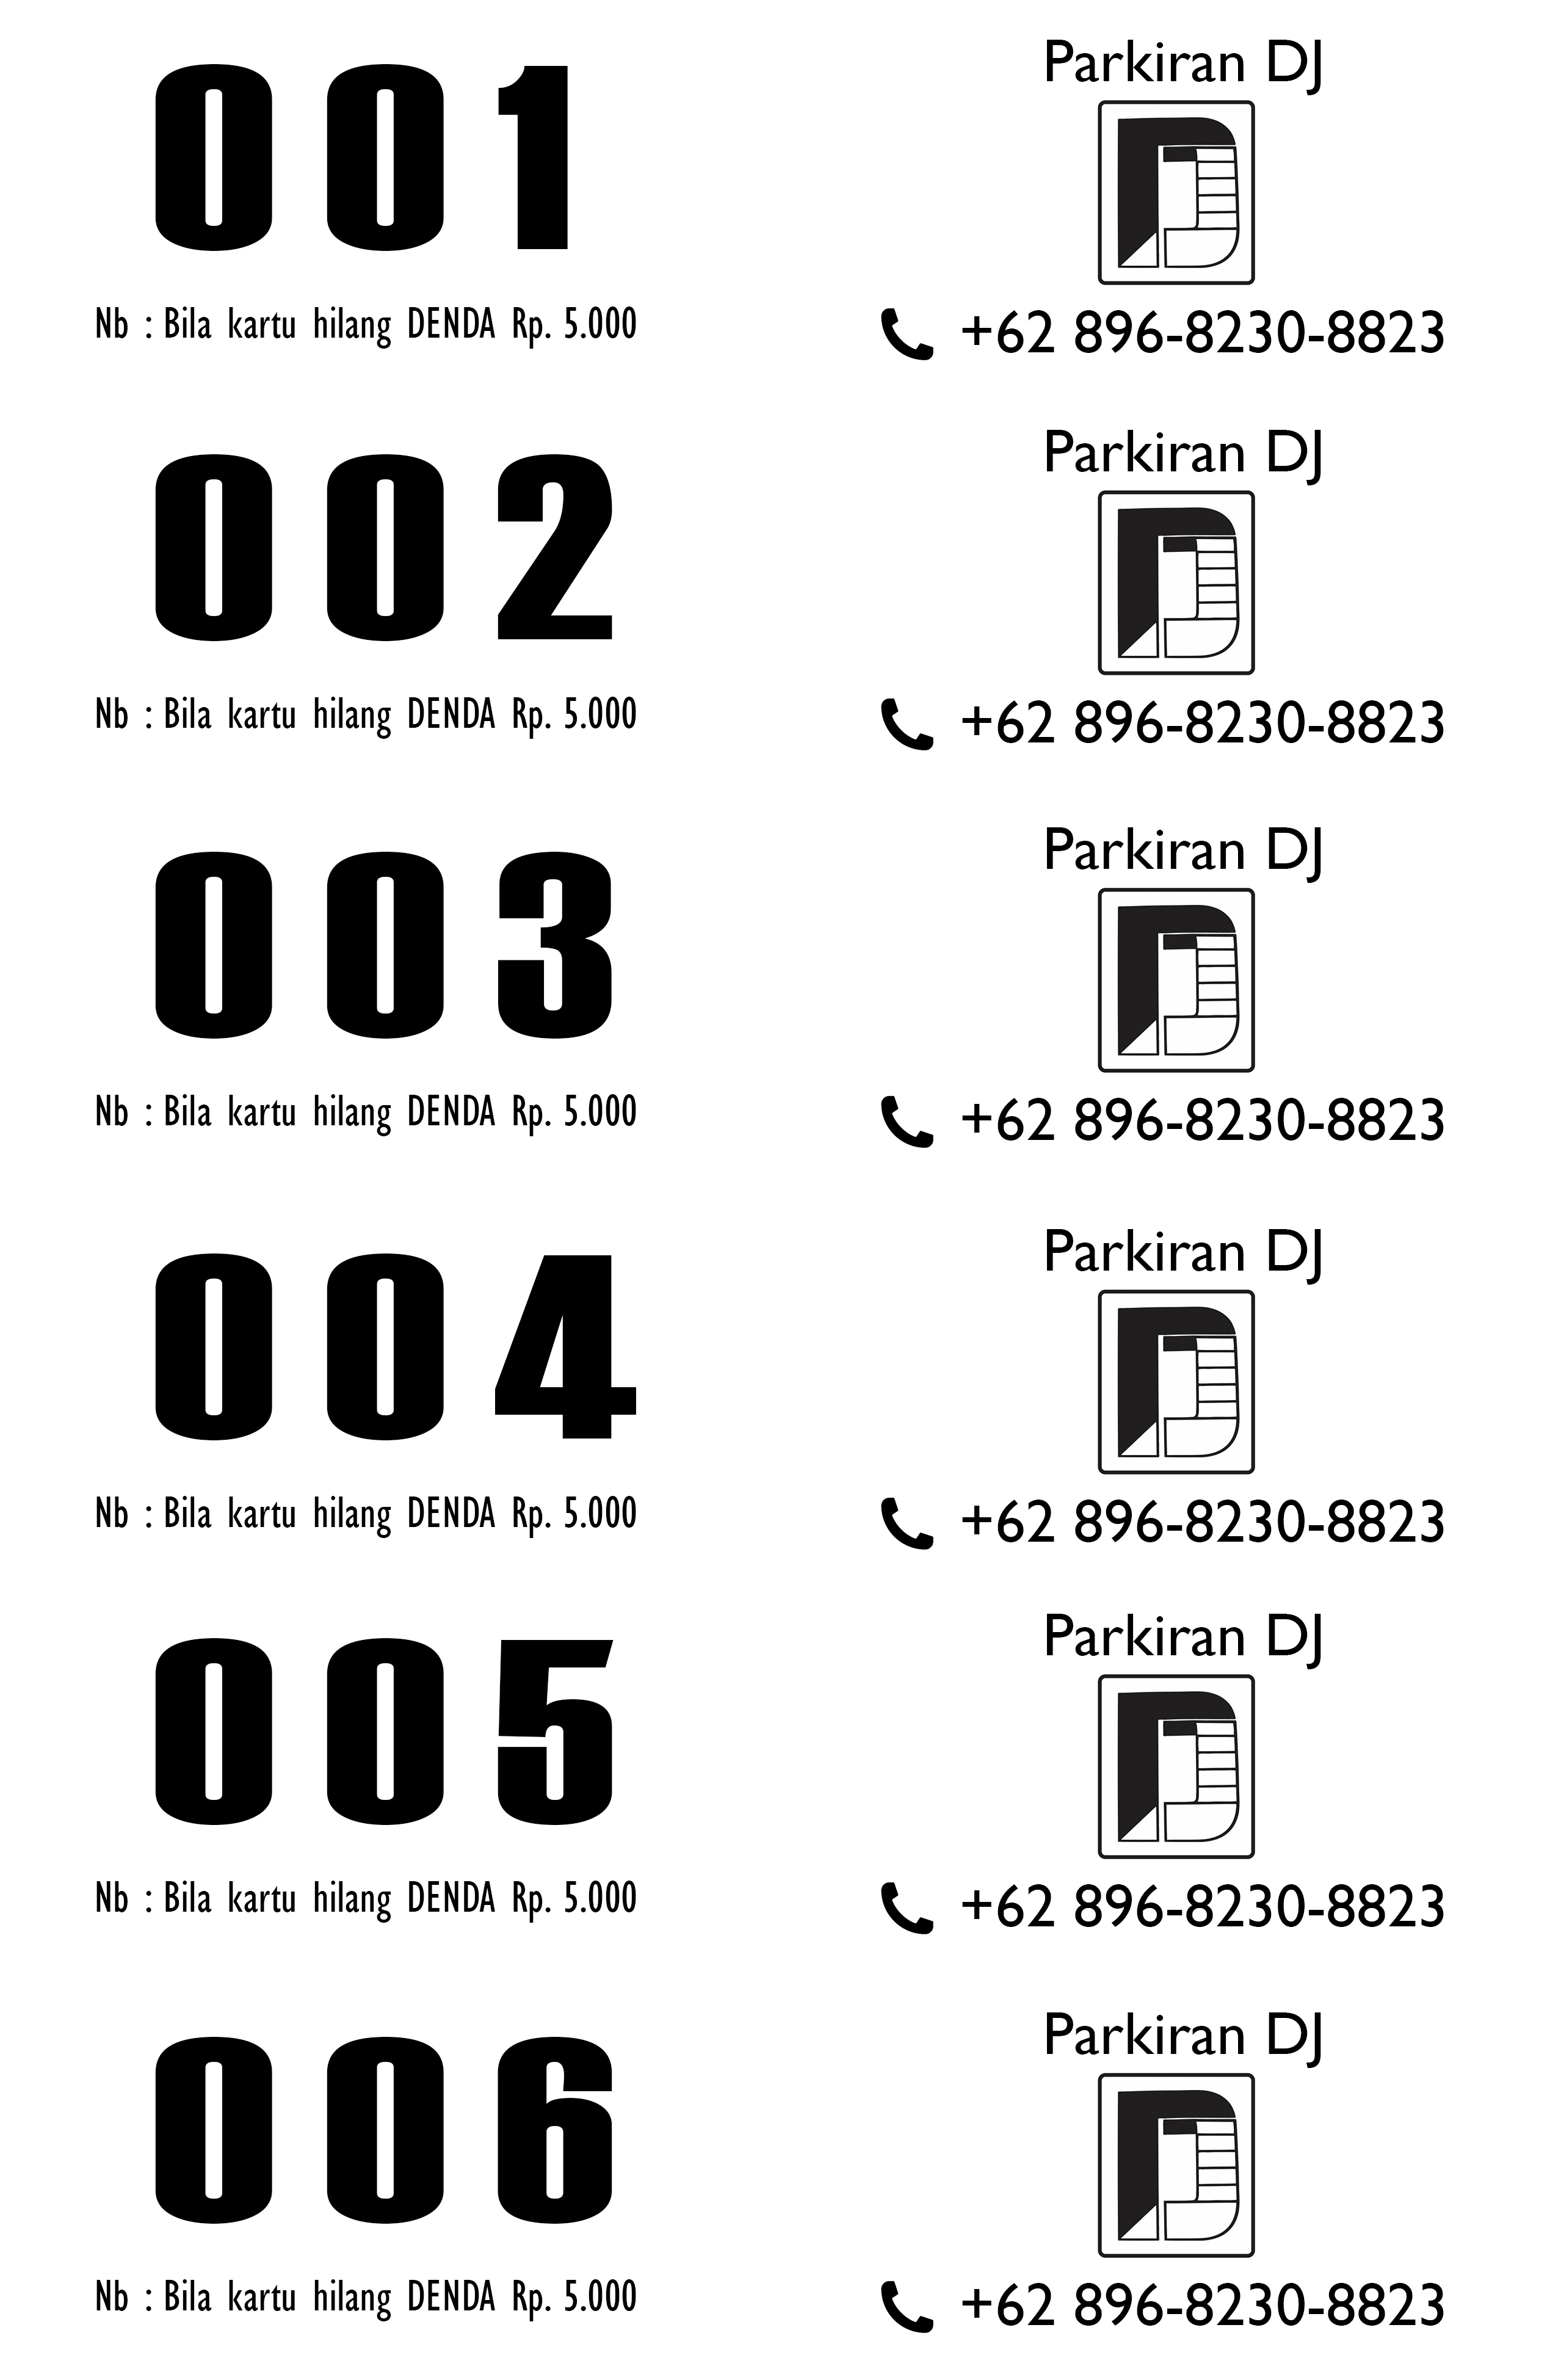 001
Nb : Bila kartu hilang DENDA Rp. 5.000
Parkiran DJ
+62 896-8230-8823
002
Nb : Bila kartu hilang DENDA Rp. 5.000
Parkiran DJ
+62 896-8230-8823
003
Nb : Bila kartu hilang DENDA Rp. 5.000
Parkiran DJ
+62 896-8230-8823
004
Nb : Bila kartu hilang DENDA Rp. 5.000
Parkiran DJ
+62 896-8230-8823
005
Nb : Bila kartu hilang DENDA Rp. 5.000
Parkiran DJ
+62 896-8230-8823
006
Nb : Bila kartu hilang DENDA Rp. 5.000
Parkiran DJ
+62 896-8230-8823